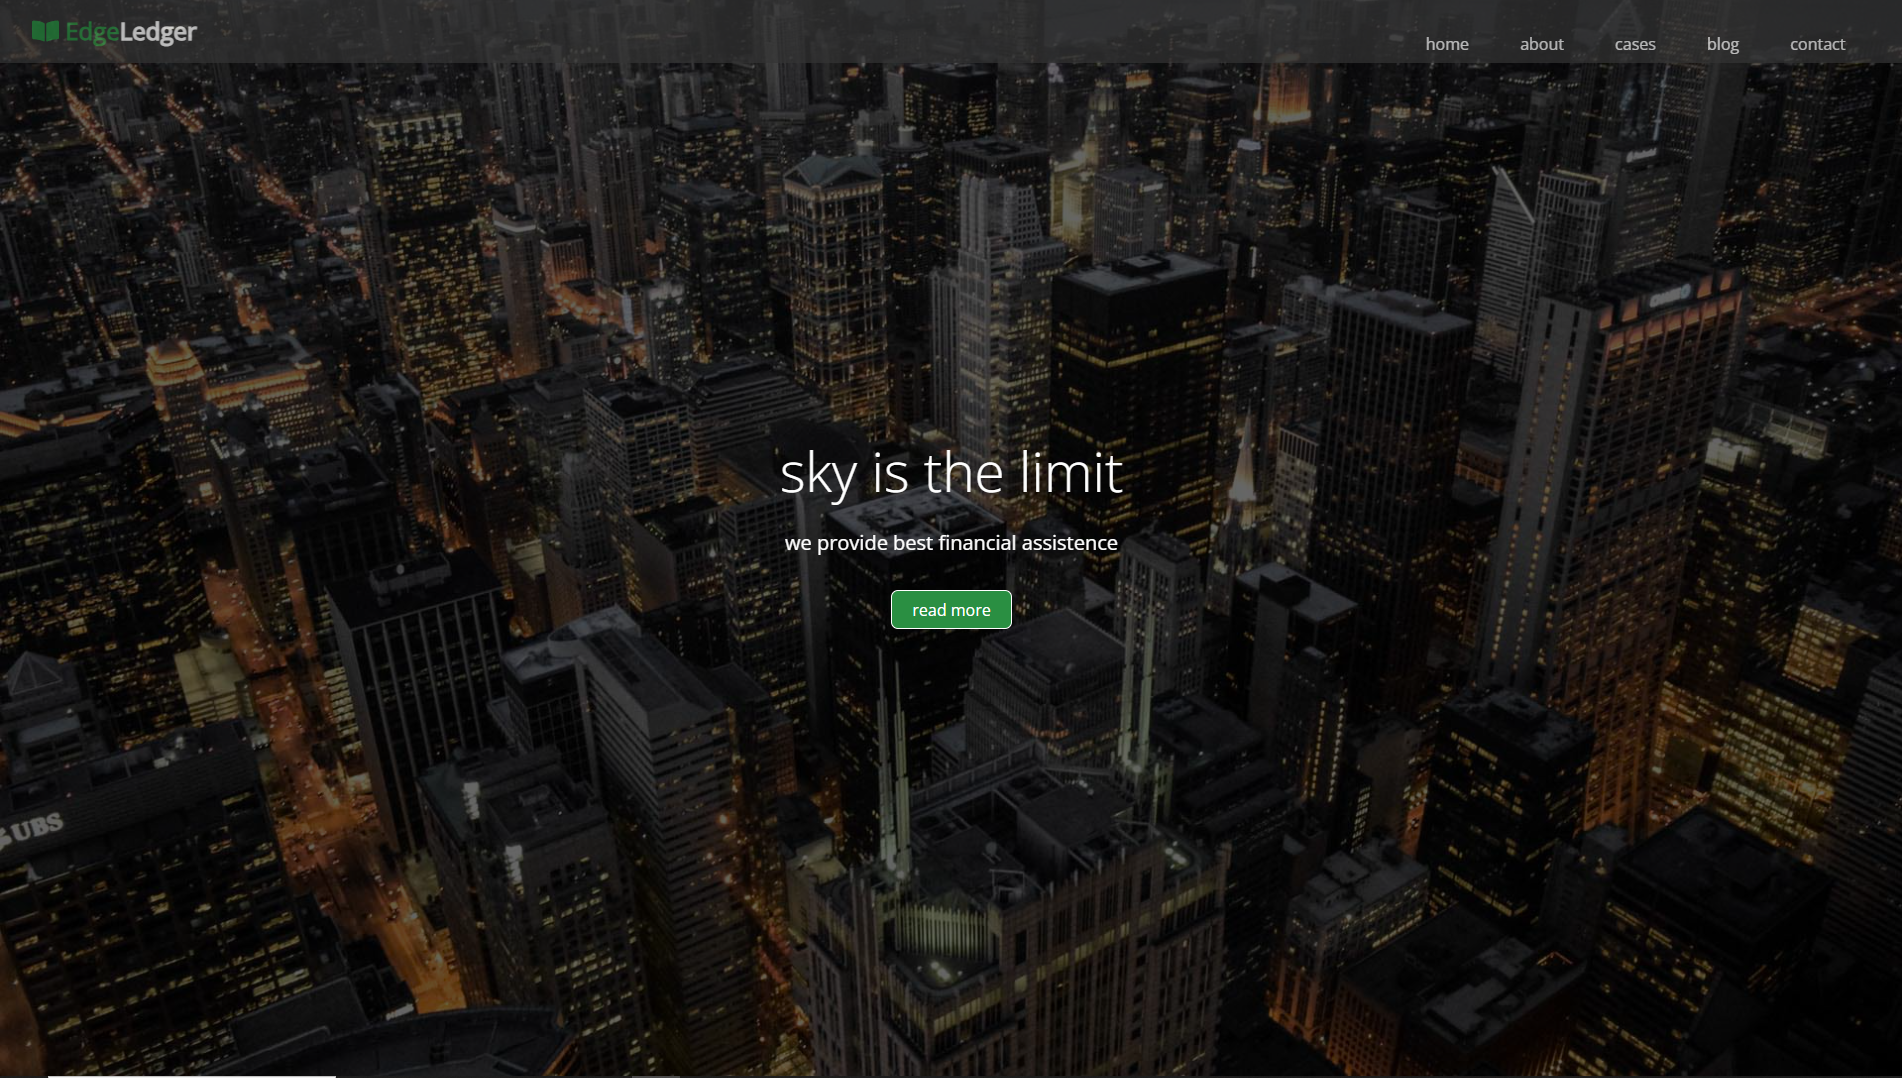 EdgeLedger
home about cases blog contact
sky is the limit
we provide best financial assistence
read more
UBS